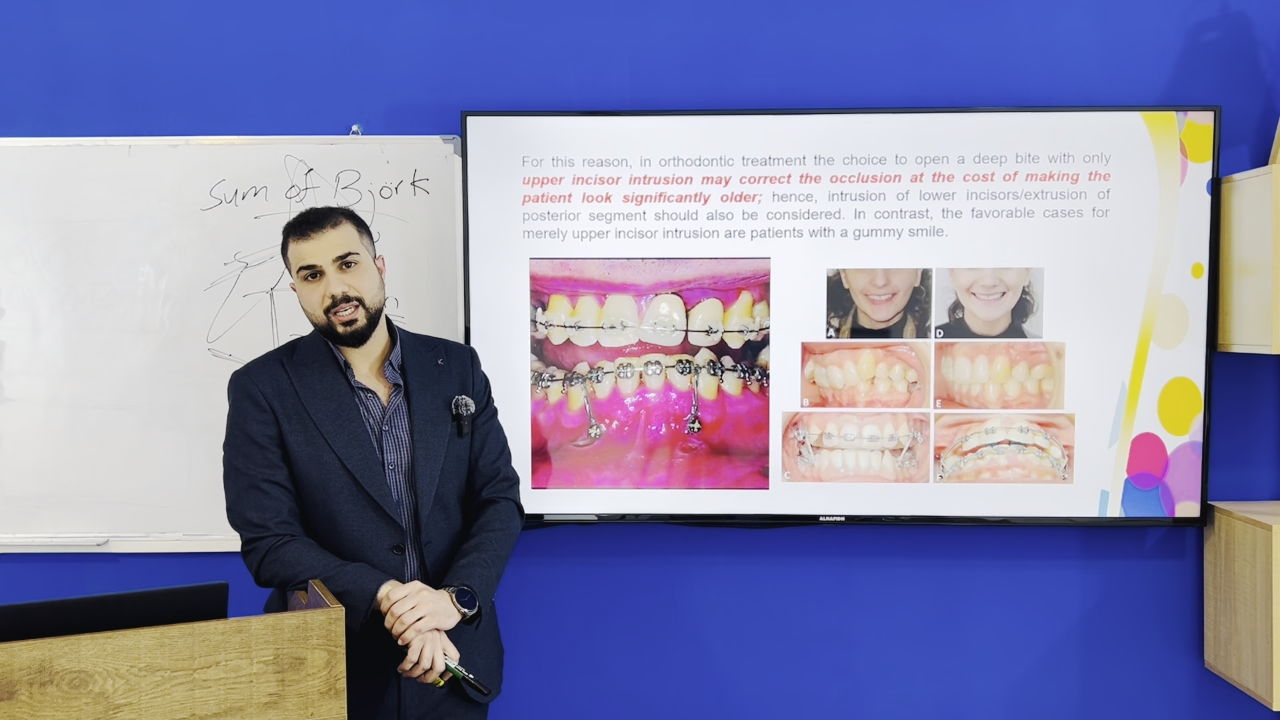 Sum of Björk
For this reason, in orthodontic treatment the choice to open a deep bite with only
upper incisor intrusion may correct the occlusion at the cost of making the
patient look significantly older; hence, intrusion of lower incisors/extrusion of
posterior segment should also be considered. In contrast, the favorable cases for
merely upper incisor intrusion are patients with a gummy smile.
A
D
B
E
C
ALHAFIDH